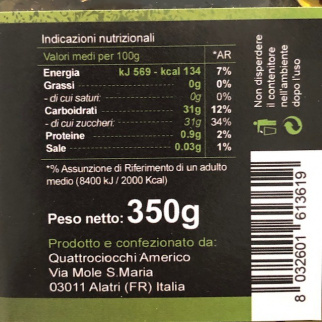 Indicazioni nutrizionali
Valori medi per 100g *AR
Energia kJ 569 - kcal 134 7%
Grassi 0g 0%
- di cui saturi: 0g 0%
Carboidrati 31g 12%
- di cui zuccheri: 31g 34%
Proteine 0.9g 2%
Sale 0.03g 1%
*% Assunzione di Riferimento di un adulto
medio (8400 kJ / 2000 Kcal)
Peso netto: 350g
Prodotto e confezionato da:
Quattrociocchi Americo
Via Mole S.Maria
03011 Alatri (FR) Italia
Non disperdere
il contenitore
nell'ambiente
dopo l'uso
8 032601 613619